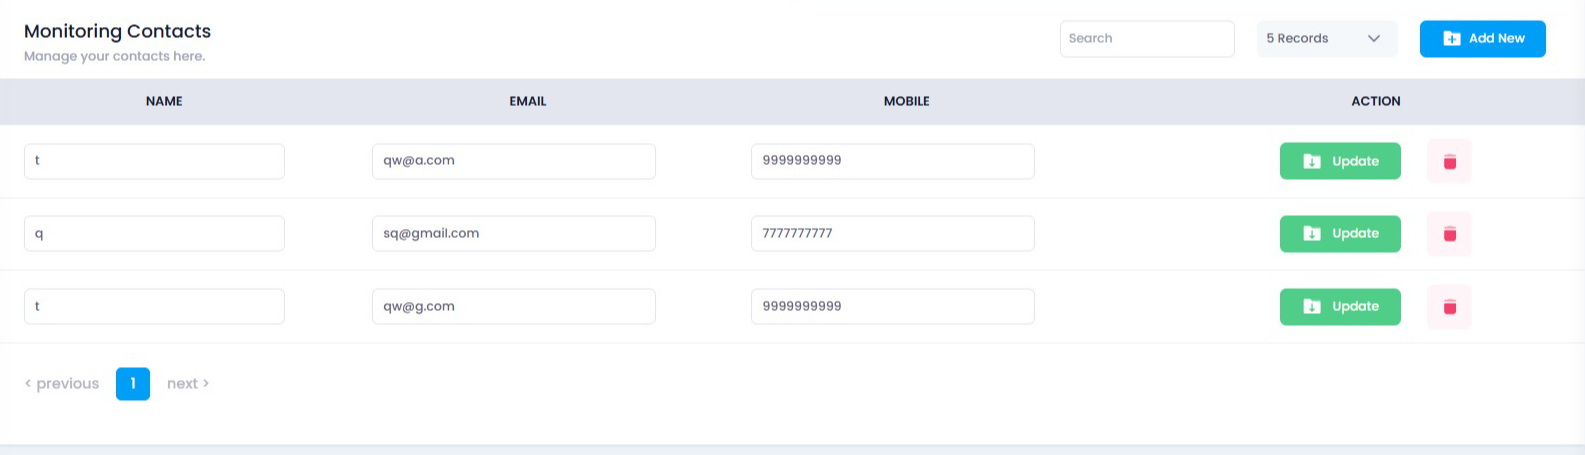 Monitoring Contacts
Manage your contacts here.
Search
5 Records
Add New
NAME EMAIL MOBILE ACTION
t qw@a.com 9999999999 Update
q sq@gmail.com 7777777777 Update
t qw@g.com 9999999999 Update
< previous 1 next >